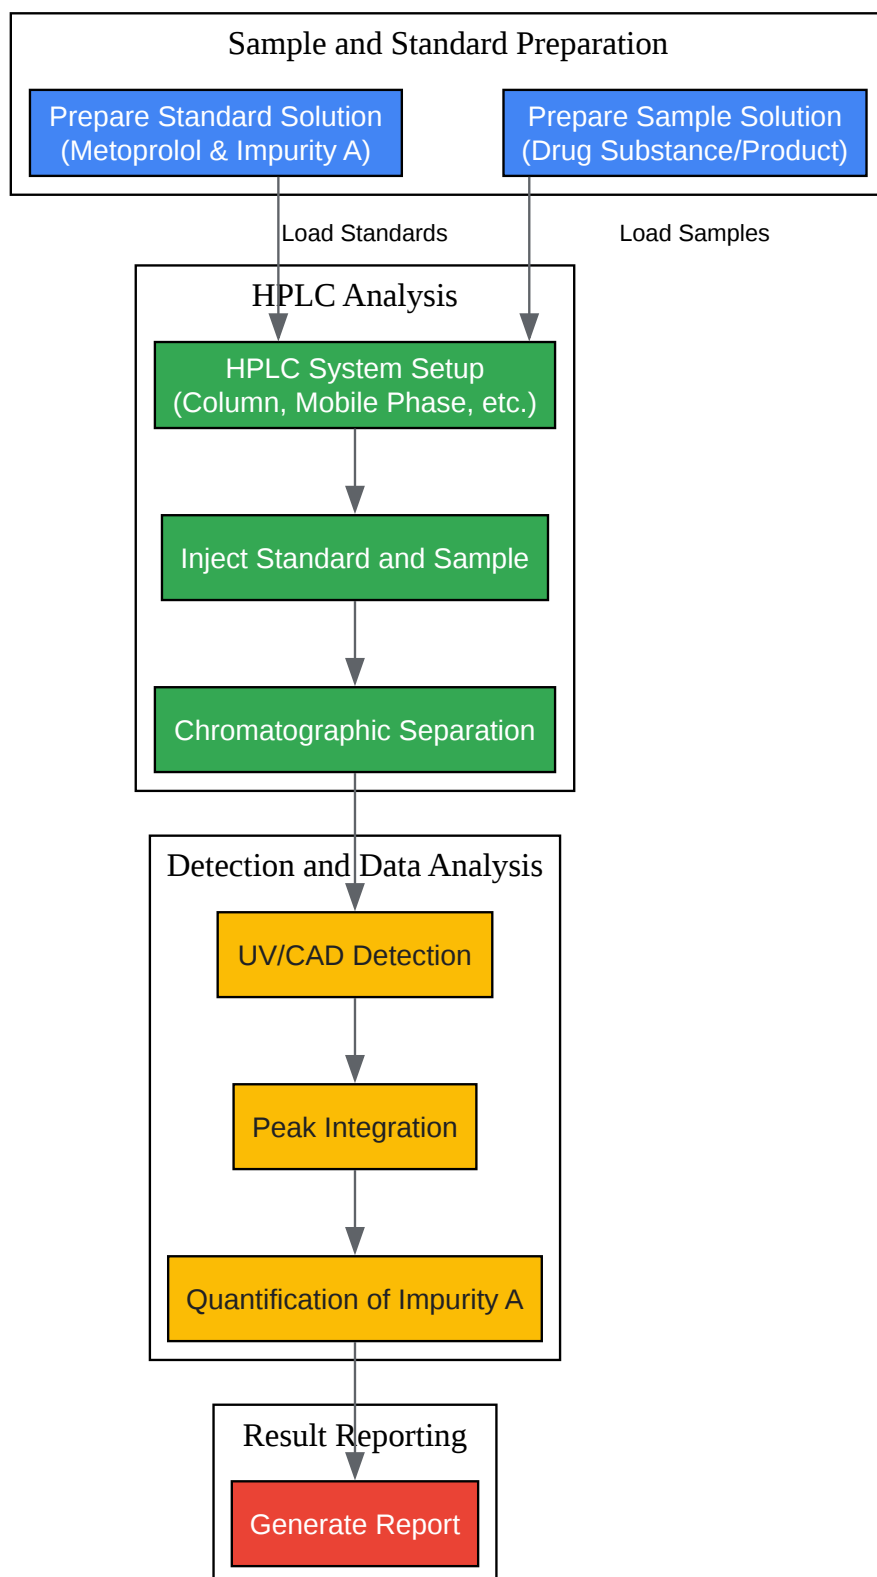 Sample and Standard Preparation
Prepare Standard Solution
(Metoprolol & Impurity A)
Prepare Sample Solution
(Drug Substance/Product)
Load Standards
Load Samples
HPLC Analysis
HPLC System Setup
(Column, Mobile Phase, etc.)
Inject Standard and Sample
Chromatographic Separation
Detection and Data Analysis
UV/CAD Detection
Peak Integration
Quantification of Impurity A
Result Reporting
Generate Report